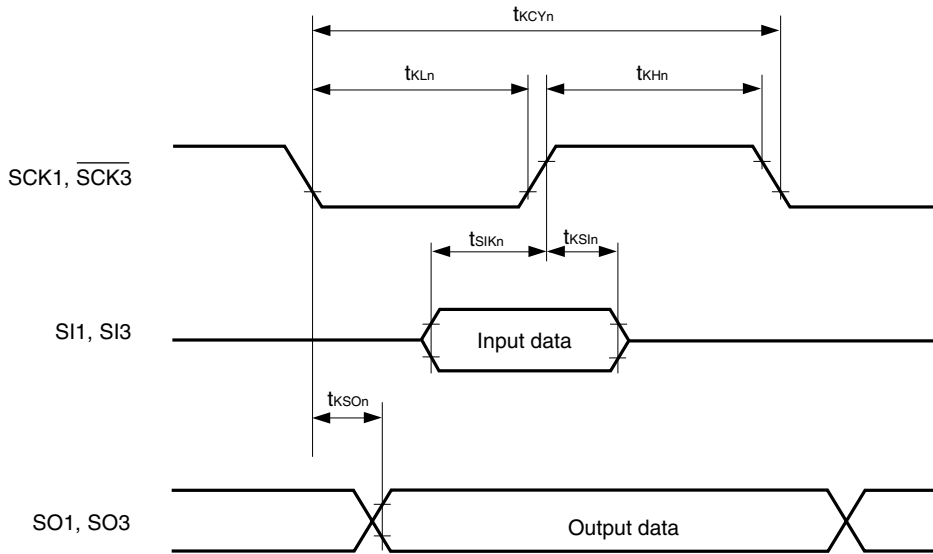 tKCYn
tKLn
tKHn
SCK1, SCK3
tSIKn
tKSIn
SI1, SI3
Input data
tKSOn
SO1, SO3
Output data